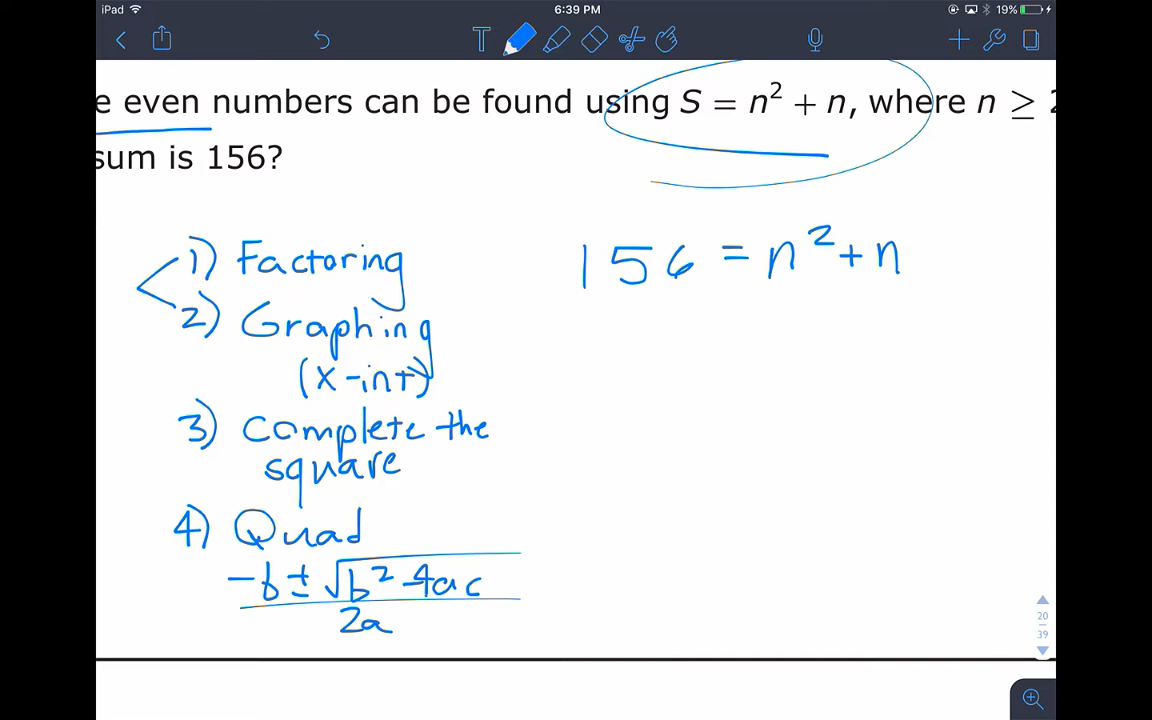 iPad 6:39 PM 19%
T
e even numbers can be found using S = n² + n, where n ≥ 2
sum is 156?
1) Factoring
156 = n² + n
2) Graphing
(x-int)
3) Complete the
square
4) Quad
-b ± √b² - 4ac
2a
20
39